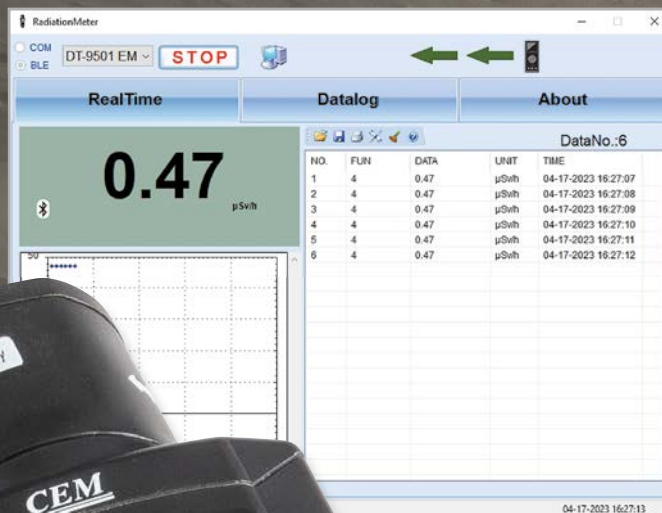 RadiationMeter
COM
BLE
DT-9501 EM
STOP
RealTime
Datalog
About
0.47
µSv/h
DataNo.:6
NO. FUN DATA UNIT TIME
1 4 0.47 µSv/h 04-17-2023 16:27:07
2 4 0.47 µSv/h 04-17-2023 16:27:08
3 4 0.47 µSv/h 04-17-2023 16:27:09
4 4 0.47 µSv/h 04-17-2023 16:27:10
5 4 0.47 µSv/h 04-17-2023 16:27:11
6 4 0.47 µSv/h 04-17-2023 16:27:12
50
CEM
04-17-2023 16:27:13